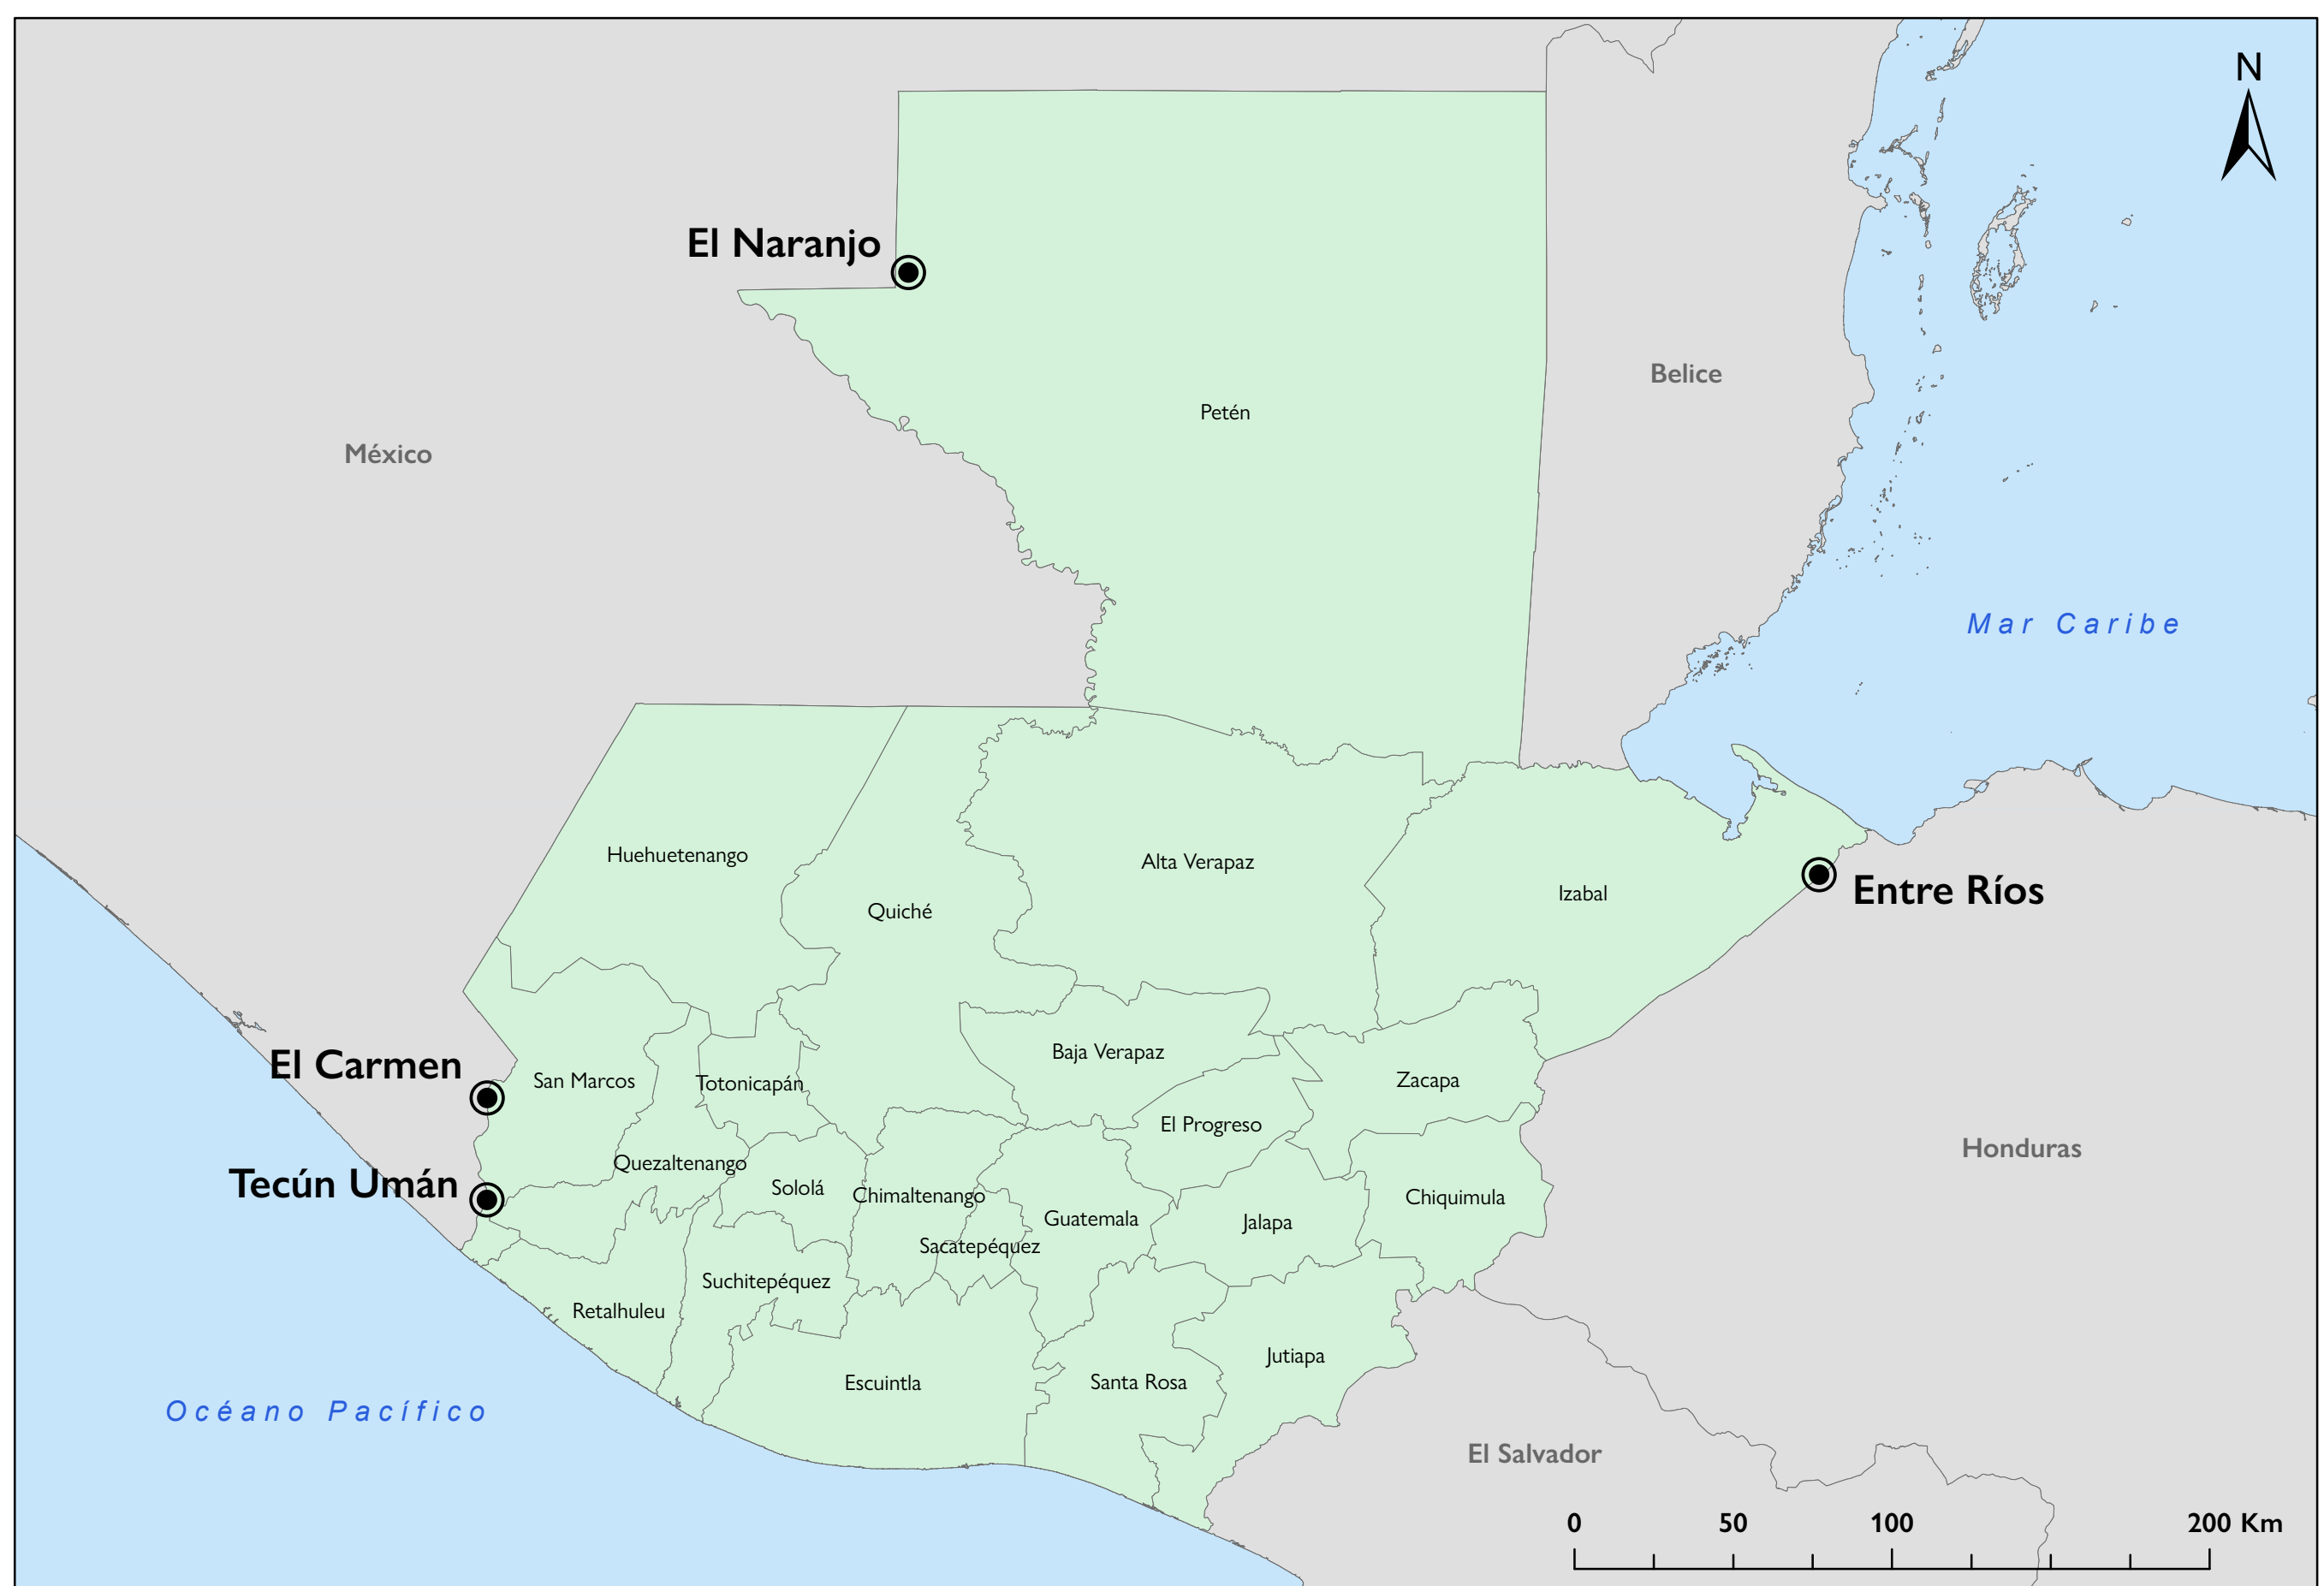 N
El Naranjo
Belice
Petén
México
Mar Caribe
Huehuetenango
Alta Verapaz
Quiché
Izabal
Entre Ríos
El Carmen
San Marcos
Totonicapán
Baja Verapaz
Zacapa
El Progreso
Honduras
Tecún Umán
Quezaltenango
Sololá
Chimaltenango
Chiquimula
Guatemala
Jalapa
Sacatepéquez
Suchitepéquez
Retalhuleu
Jutiapa
Escuintla
Santa Rosa
Océano Pacífico
El Salvador
0 50 100 200 Km